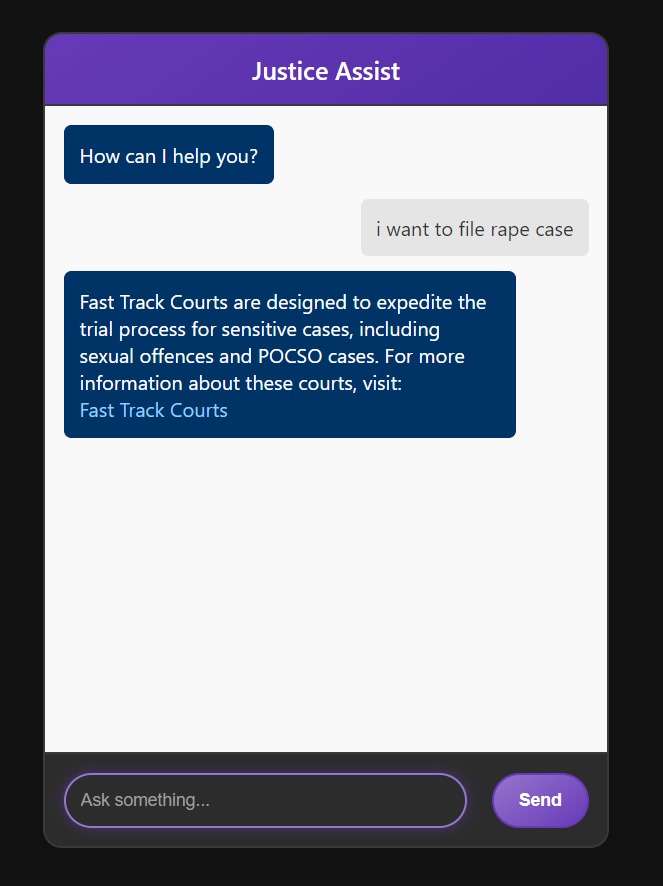 Justice Assist
How can I help you?
i want to file rape case
Fast Track Courts are designed to expedite the
trial process for sensitive cases, including
sexual offences and POCSO cases. For more
information about these courts, visit:
Fast Track Courts
Ask something...
Send